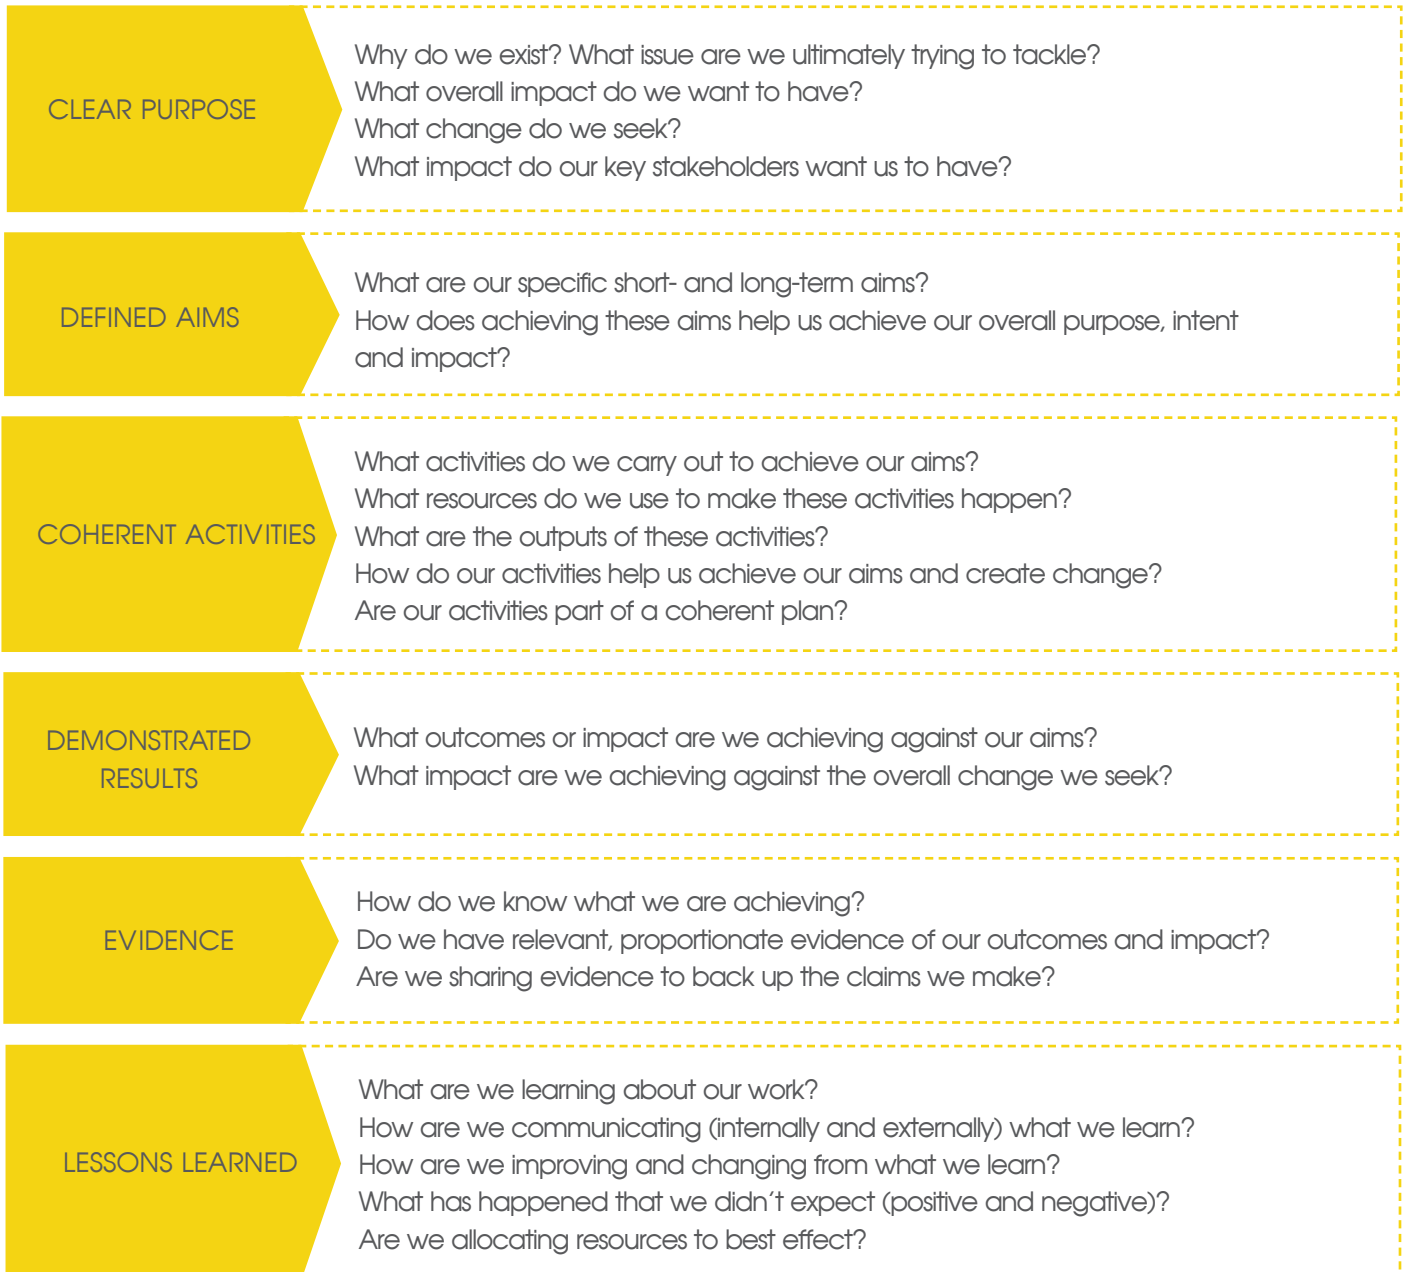 CLEAR PURPOSE
Why do we exist? What issue are we ultimately trying to tackle?
What overall impact do we want to have?
What change do we seek?
What impact do our key stakeholders want us to have?
DEFINED AIMS
What are our specific short- and long-term aims?
How does achieving these aims help us achieve our overall purpose, intent
and impact?
COHERENT ACTIVITIES
What activities do we carry out to achieve our aims?
What resources do we use to make these activities happen?
What are the outputs of these activities?
How do our activities help us achieve our aims and create change?
Are our activities part of a coherent plan?
DEMONSTRATED
RESULTS
What outcomes or impact are we achieving against our aims?
What impact are we achieving against the overall change we seek?
EVIDENCE
How do we know what we are achieving?
Do we have relevant, proportionate evidence of our outcomes and impact?
Are we sharing evidence to back up the claims we make?
LESSONS LEARNED
What are we learning about our work?
How are we communicating (internally and externally) what we learn?
How are we improving and changing from what we learn?
What has happened that we didn't expect (positive and negative)?
Are we allocating resources to best effect?